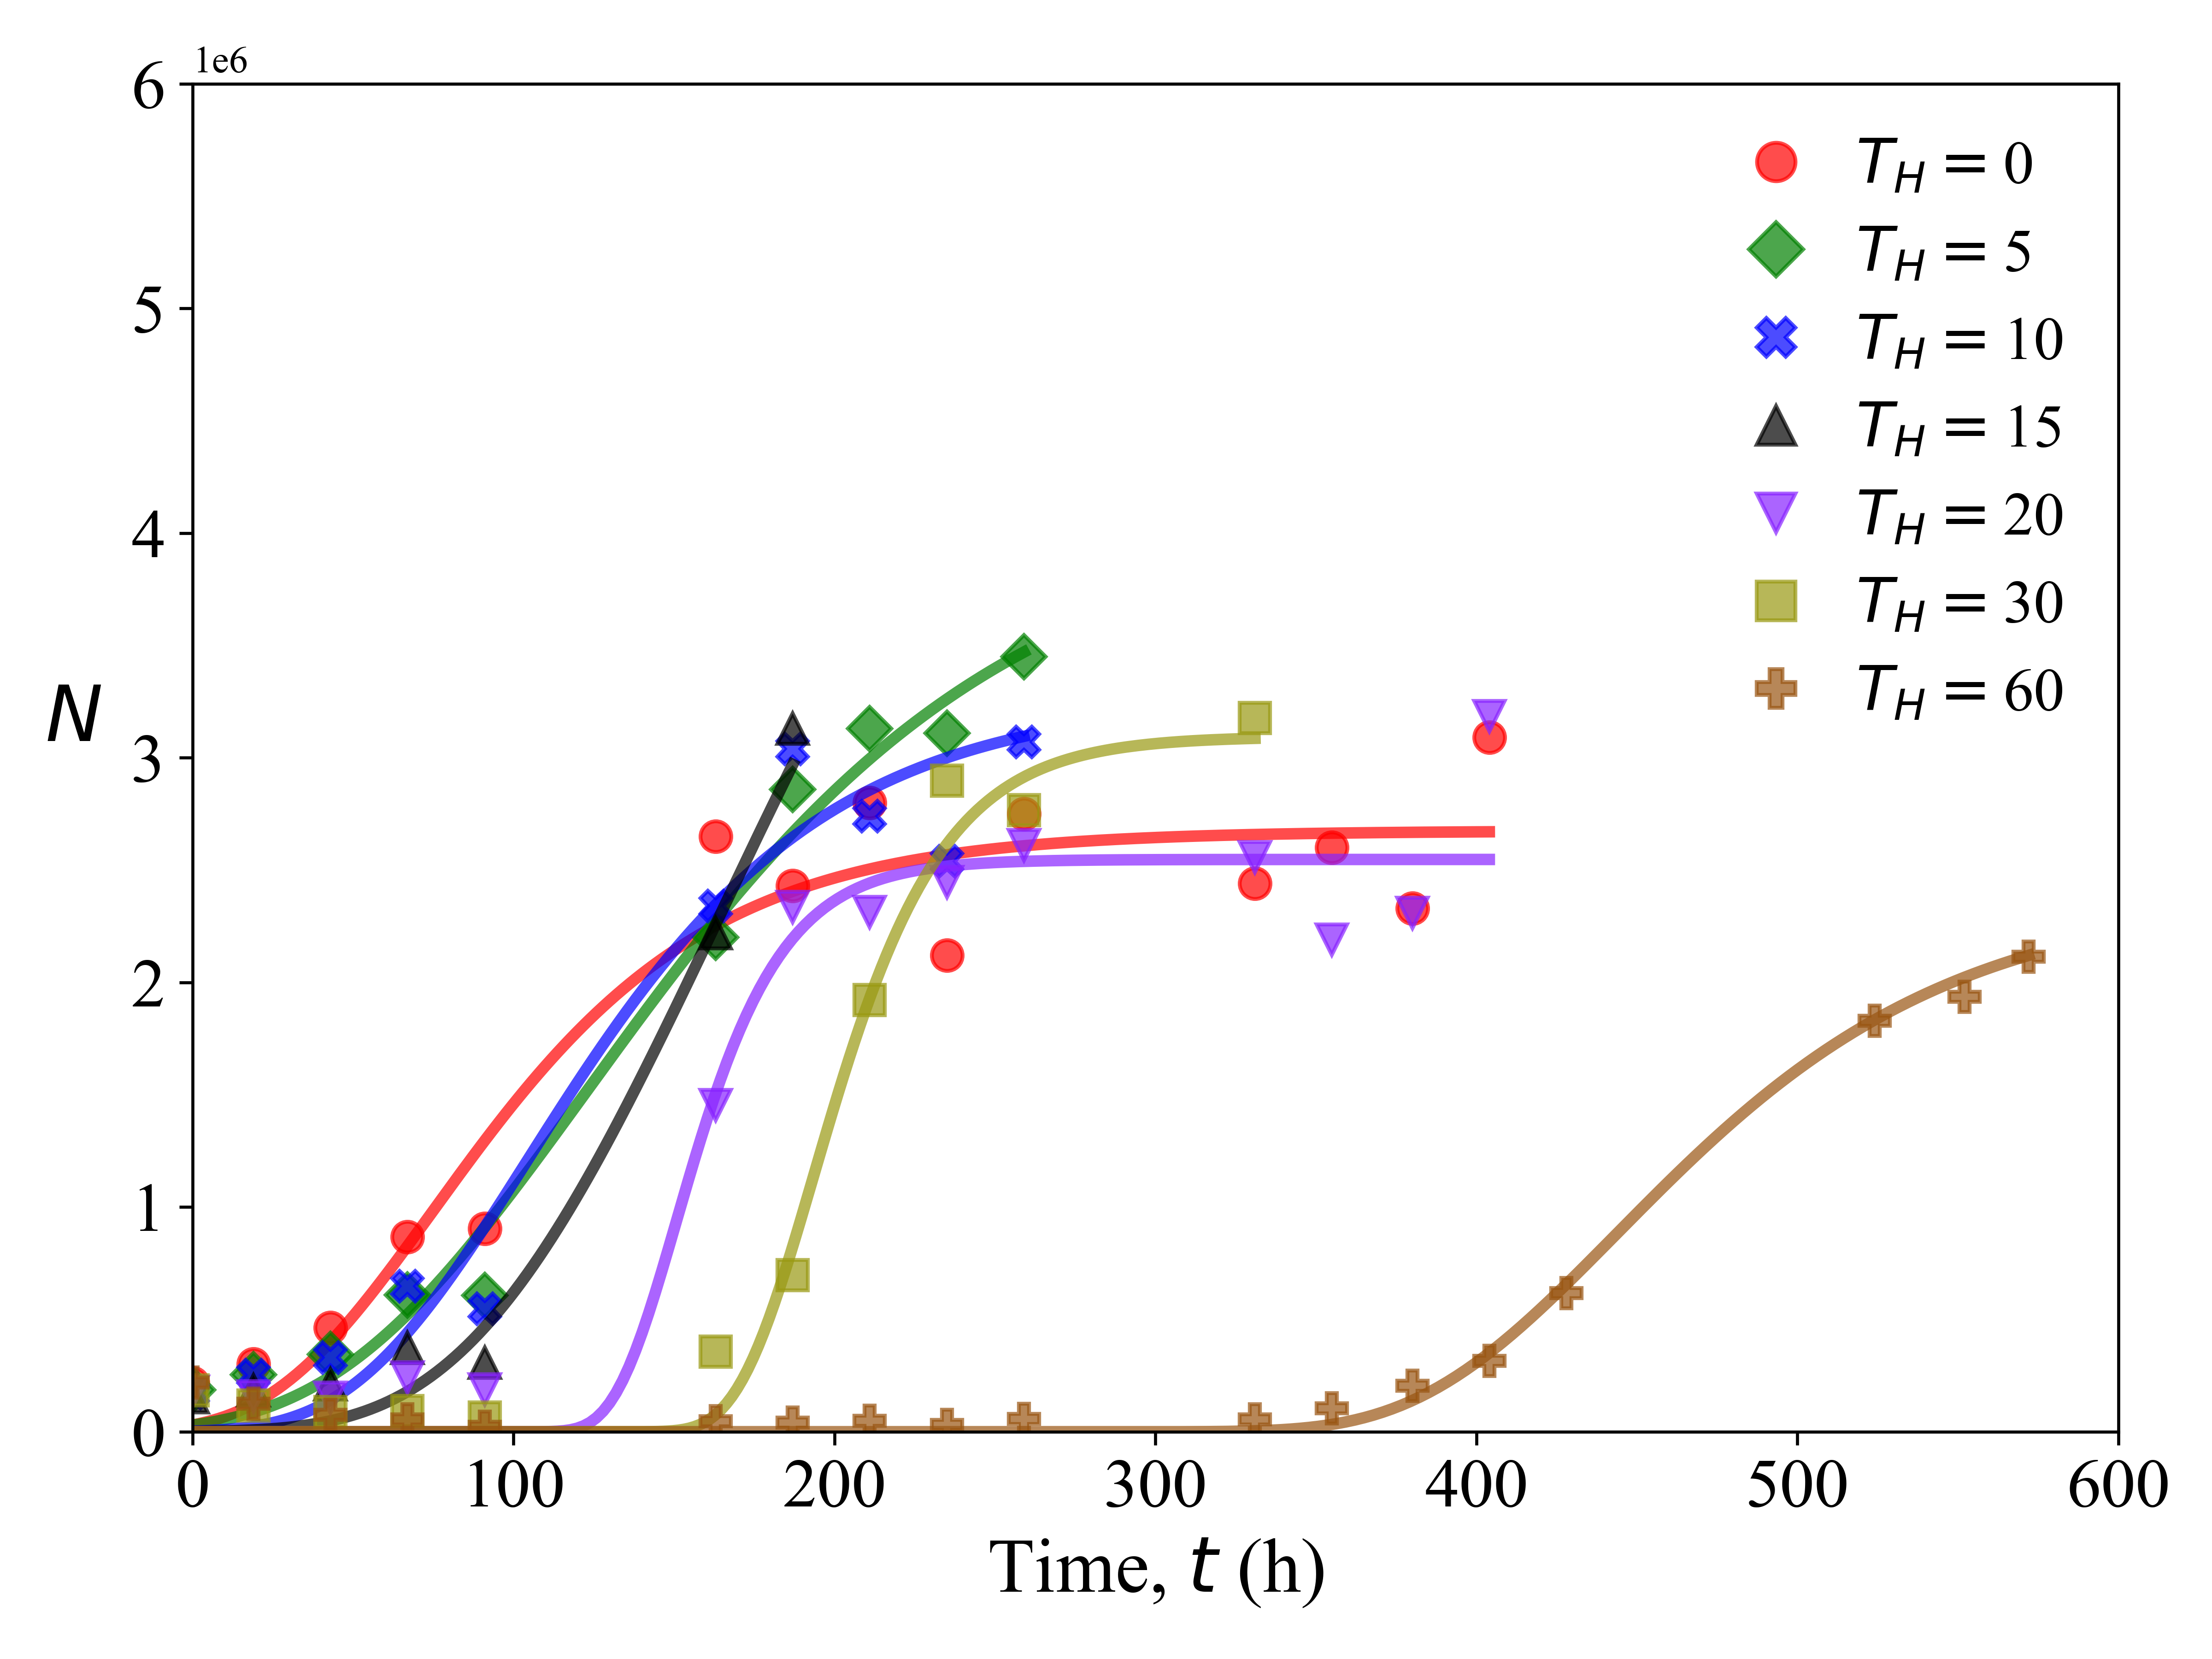 1e6
6
5
4
3
2
1
0
N
0 100 200 300 400 500 600
Time, t (h)
T_H = 0
T_H = 5
T_H = 10
T_H = 15
T_H = 20
T_H = 30
T_H = 60